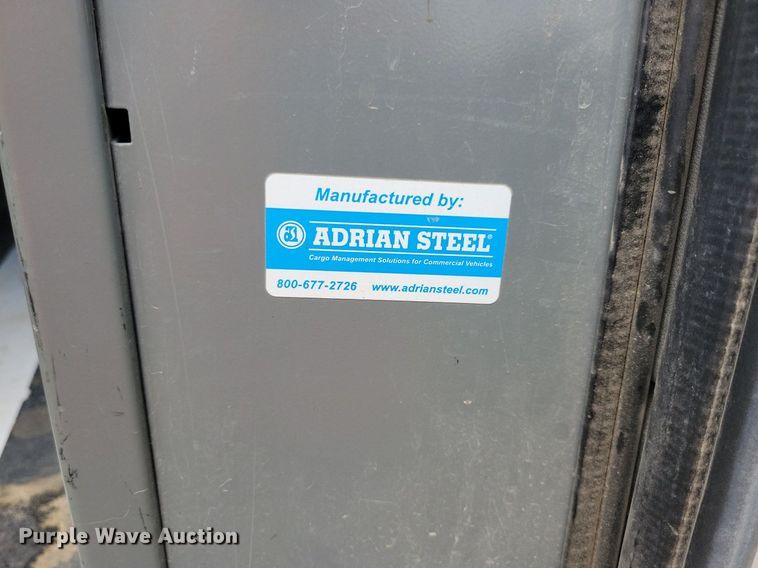 Manufactured by:
ADRIAN STEEL®
Cargo Management Solutions for Commercial Vehicles
800-677-2726 www.adriansteel.com
Purple Wave Auction